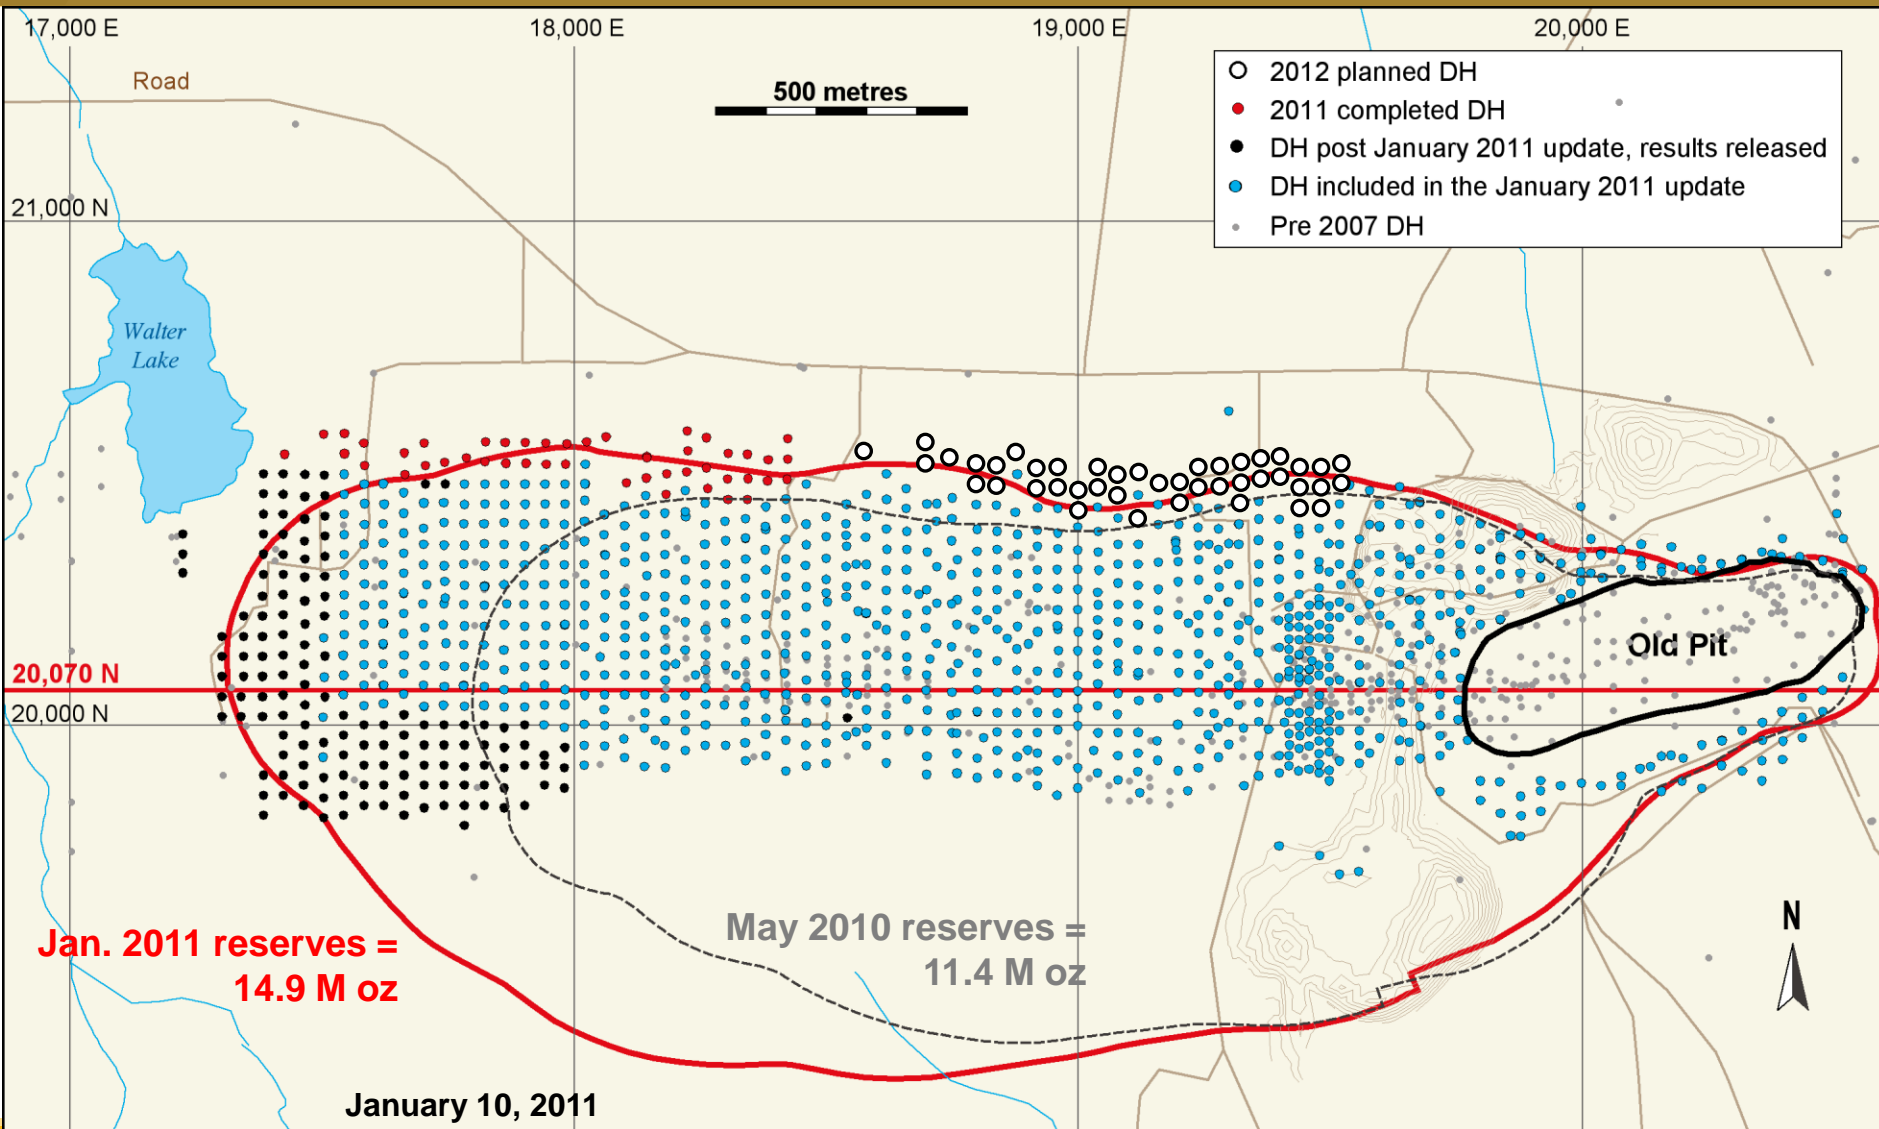 17,000 E
18,000 E
19,000 E
20,000 E
Road
500 metres
2012 planned DH
2011 completed DH
DH post January 2011 update, results released
DH included in the January 2011 update
Pre 2007 DH
21,000 N
Walter
Lake
Old Pit
20,070 N
20,000 N
N
May 2010 reserves =
11.4 M oz
Jan. 2011 reserves =
14.9 M oz
January 10, 2011